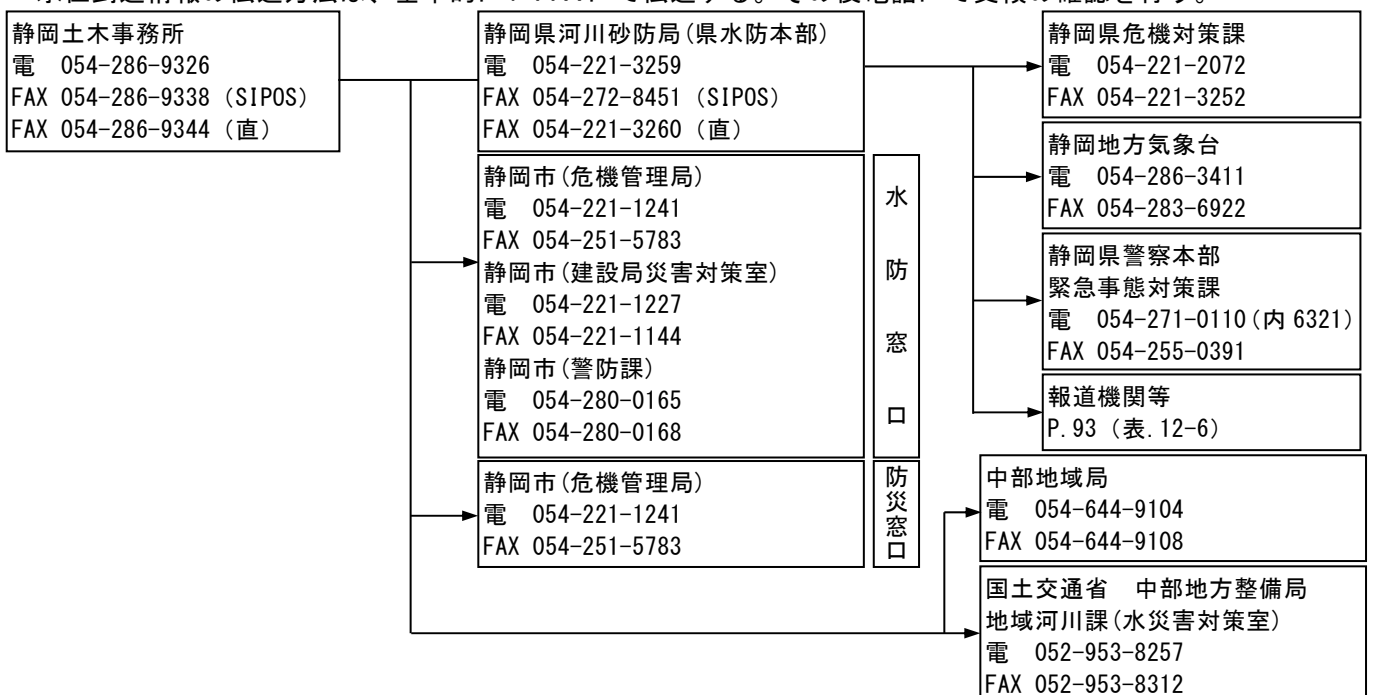 静岡土木事務所
電　054-286-9326
FAX 054-286-9338 (SIPOS)
FAX 054-286-9344 (直)
静岡県河川砂防局(県水防本部)
電　054-221-3259
FAX 054-272-8451 (SIPOS)
FAX 054-221-3260 (直)
静岡市(危機管理局)
電　054-221-1241
FAX 054-251-5783
静岡市(建設局災害対策室)
電　054-221-1227
FAX 054-221-1144
静岡市(警防課)
電　054-280-0165
FAX 054-280-0168
水防窓口
静岡市(危機管理局)
電　054-221-1241
FAX 054-251-5783
防災窓口
静岡県危機対策課
電　054-221-2072
FAX 054-221-3252
静岡地方気象台
電　054-286-3411
FAX 054-283-6922
静岡県警察本部
緊急事態対策課
電　054-271-0110(内 6321)
FAX 054-255-0391
報道機関等
P.93 (表.12-6)
中部地域局
電　054-644-9104
FAX 054-644-9108
国土交通省　中部地方整備局
地域河川課(水災害対策室)
電　052-953-8257
FAX 052-953-8312